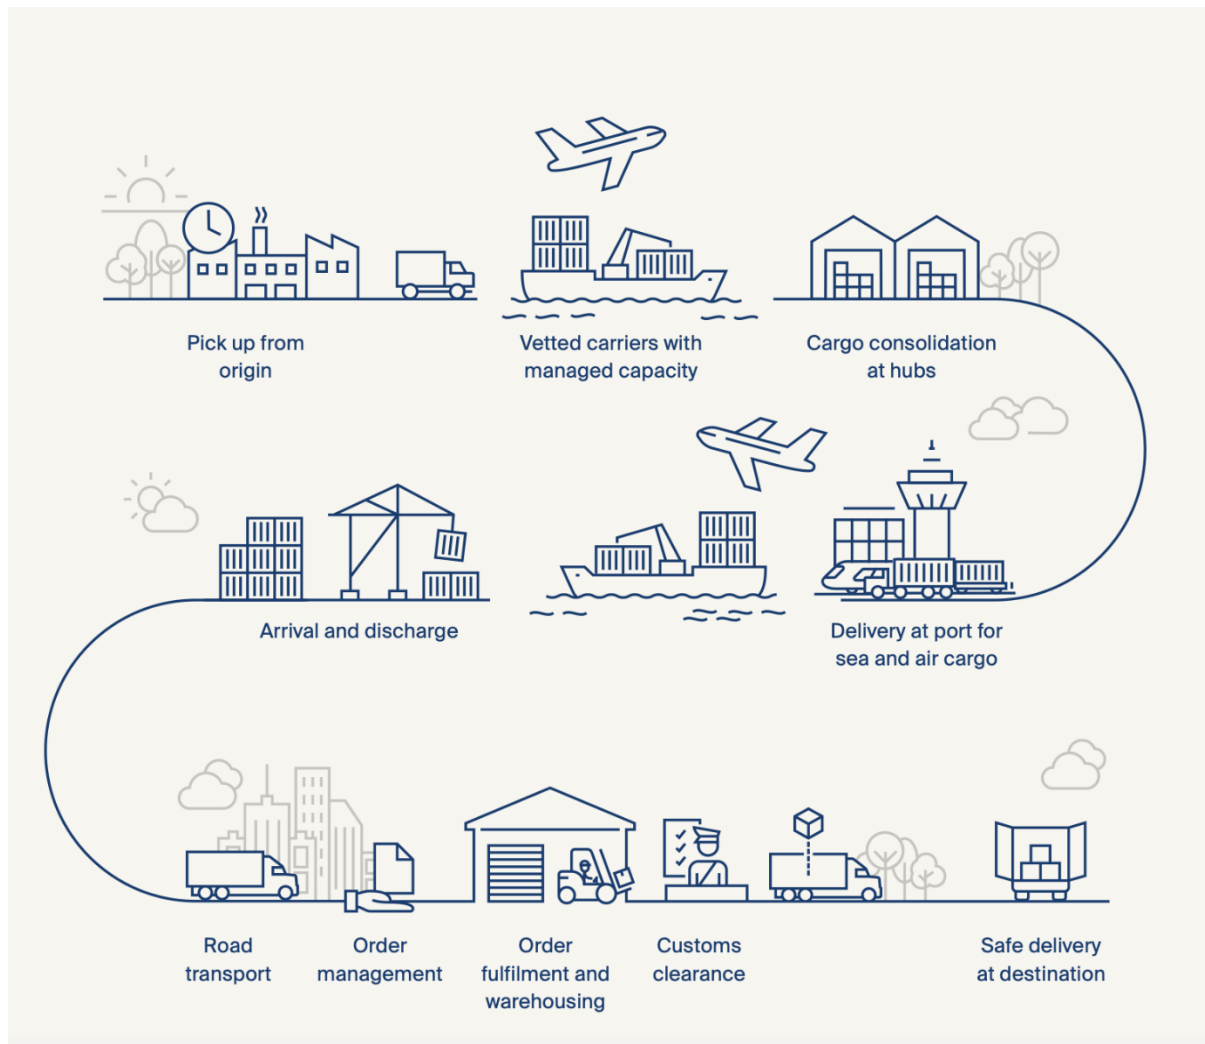 Pick up from
origin
Vetted carriers with
managed capacity
Cargo consolidation
at hubs
Arrival and discharge
Delivery at port for
sea and air cargo
Road
transport
Order
management
Order
fulfilment and
warehousing
Customs
clearance
Safe delivery
at destination